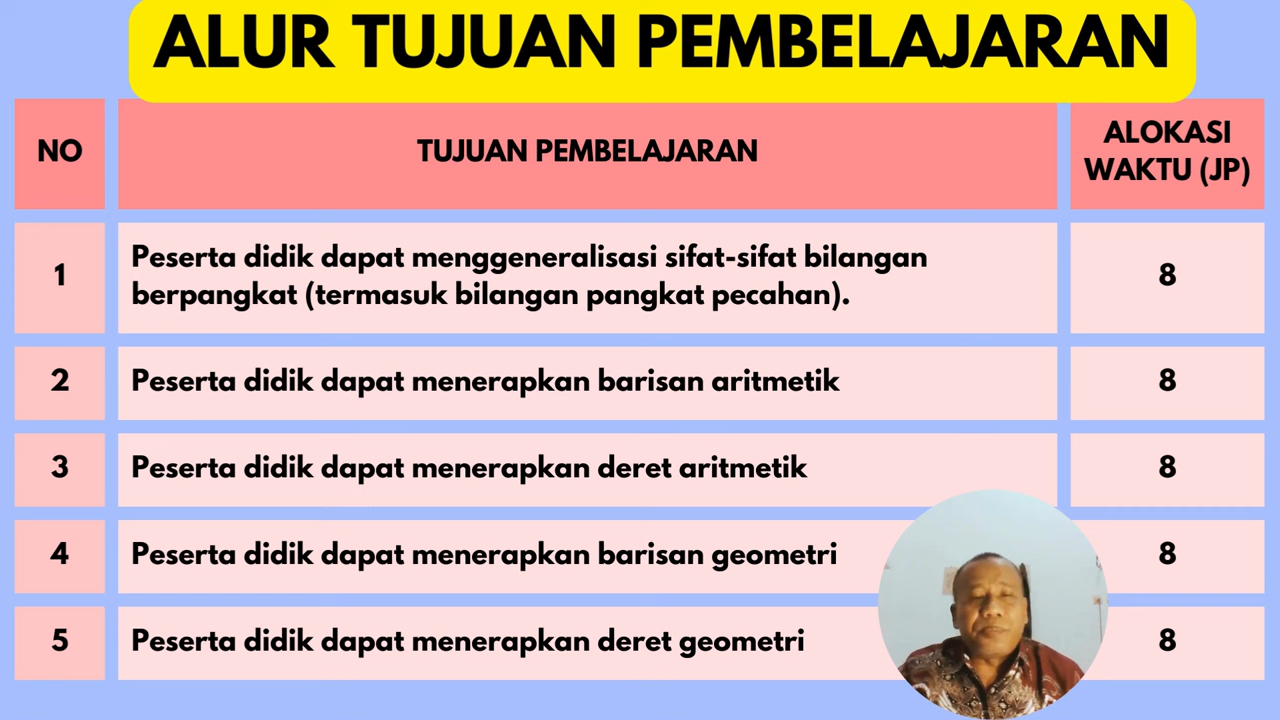 ALUR TUJUAN PEMBELAJARAN
NO
TUJUAN PEMBELAJARAN
ALOKASI
WAKTU (JP)
1
Peserta didik dapat menggeneralisasi sifat-sifat bilangan
berpangkat (termasuk bilangan pangkat pecahan).
8
2
Peserta didik dapat menerapkan barisan aritmetik
8
3
Peserta didik dapat menerapkan deret aritmetik
8
4
Peserta didik dapat menerapkan barisan geometri
8
5
Peserta didik dapat menerapkan deret geometri
8